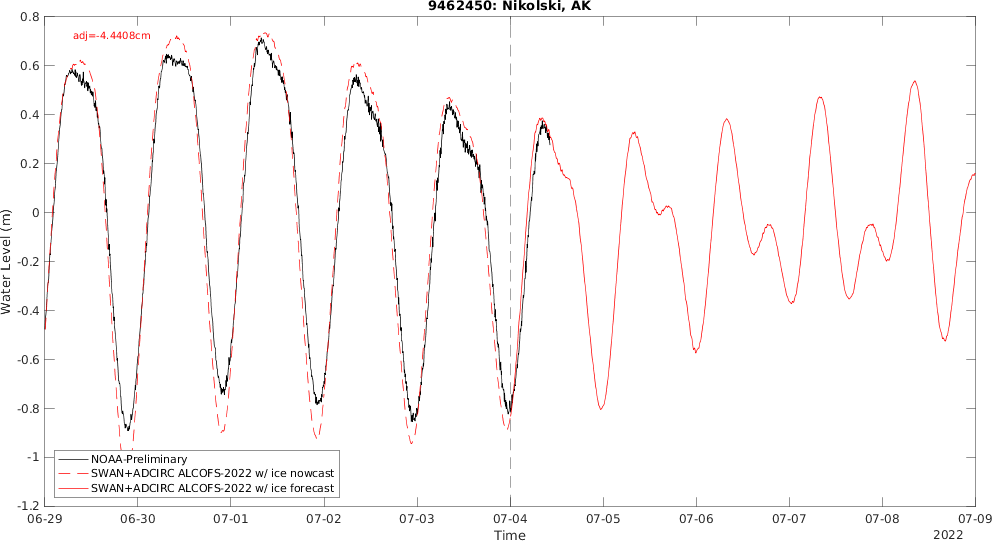 9462450: Nikolski, AK
adj=-4.4408cm
0.8
0.6
0.4
0.2
0
-0.2
-0.4
-0.6
-0.8
-1
-1.2
Water Level (m)
NOAA-Preliminary
SWAN+ADCIRC ALCOFS-2022 w/ ice nowcast
SWAN+ADCIRC ALCOFS-2022 w/ ice forecast
06-29 06-30 07-01 07-02 07-03 07-04 07-05 07-06 07-07 07-08 07-09
Time
2022